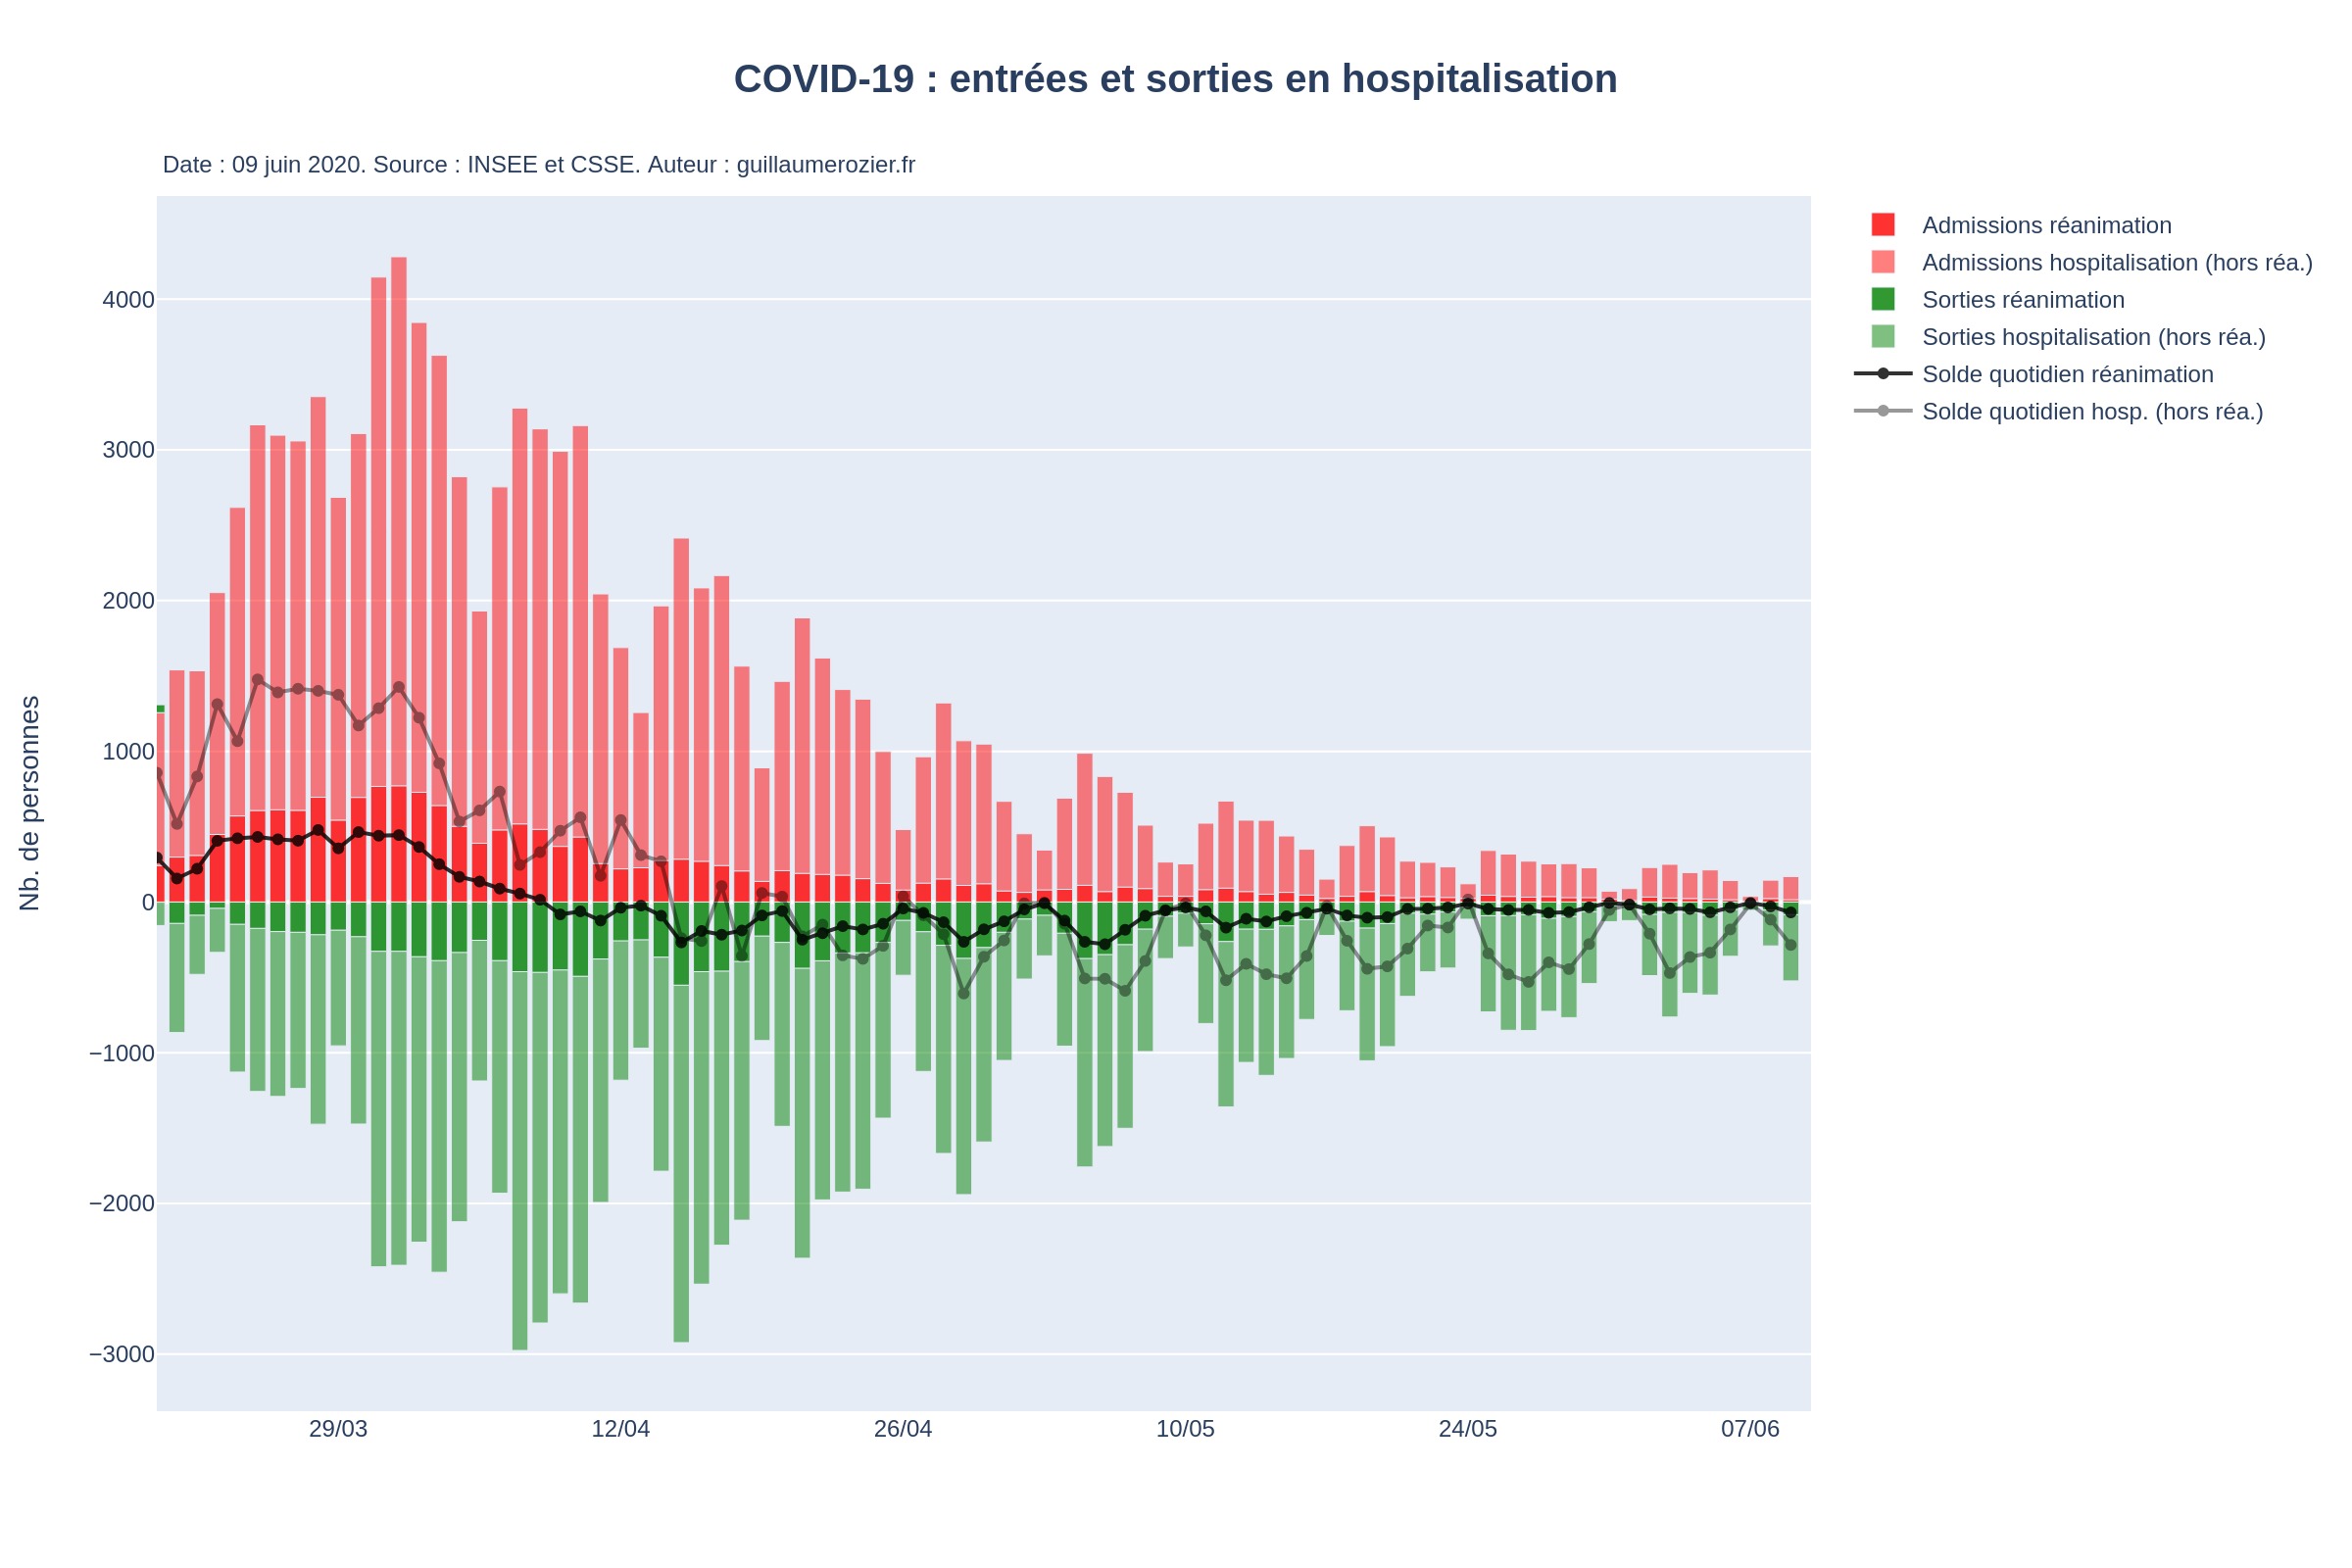 COVID-19 : entrées et sorties en hospitalisation
Date : 09 juin 2020. Source : INSEE et CSSE. Auteur : guillaumerozier.fr
Admissions réanimation
Admissions hospitalisation (hors réa.)
Sorties réanimation
Sorties hospitalisation (hors réa.)
Solde quotidien réanimation
Solde quotidien hosp. (hors réa.)
Nb. de personnes
4000
3000
2000
1000
0
−1000
−2000
−3000
29/03 12/04 26/04 10/05 24/05 07/06